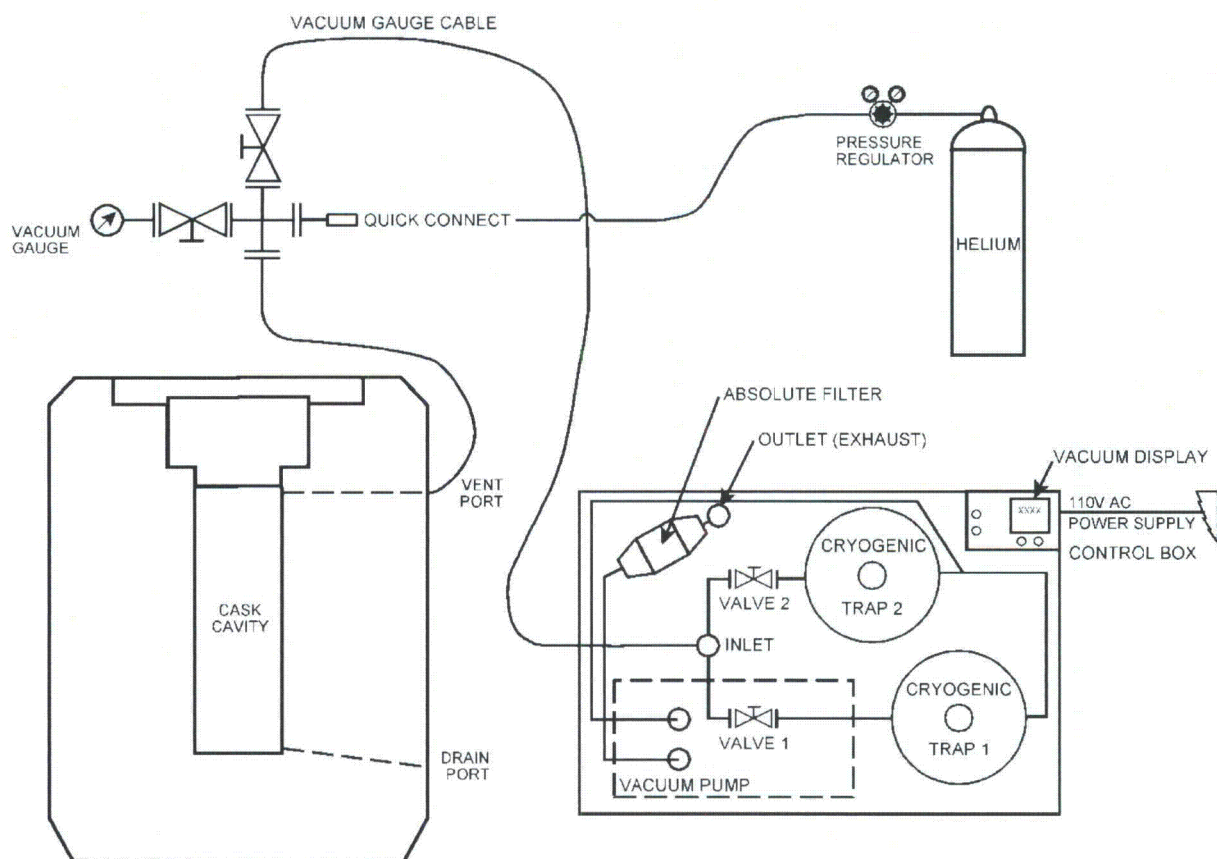 VACUUM GAUGE CABLE
PRESSURE
REGULATOR
VACUUM
GAUGE
QUICK CONNECT
HELIUM
ABSOLUTE FILTER
OUTLET (EXHAUST)
VACUUM DISPLAY
VENT
PORT
XXXX
110V AC
POWER SUPPLY
CONTROL BOX
CRYOGENIC
TRAP 2
VALVE 2
CASK
CAVITY
INLET
CRYOGENIC
TRAP 1
VALVE 1
DRAIN
PORT
VACUUM PUMP